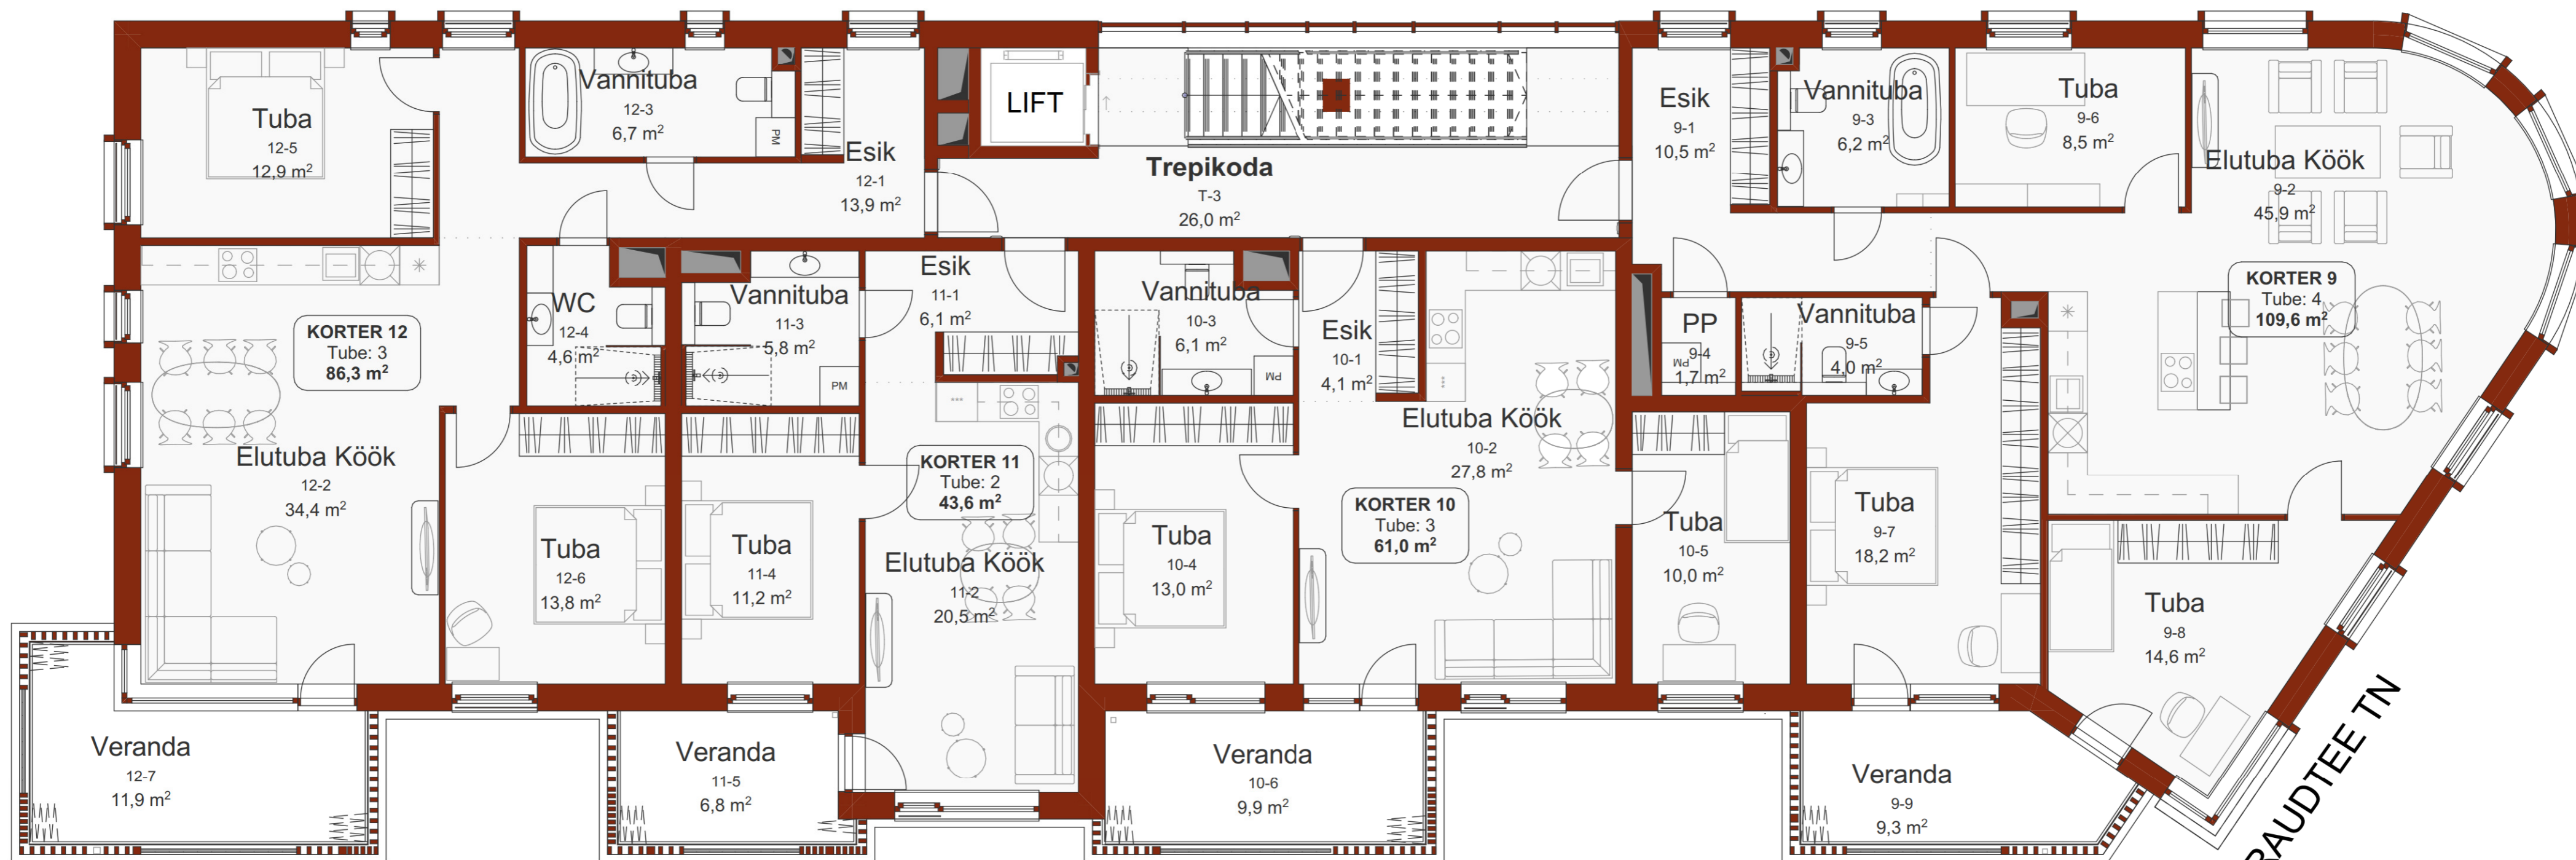 Tuba
12-5
12,9 m²
Vannituba
12-3
6,7 m²
PM
Esik
12-1
13,9 m²
LIFT
Trepikoda
T-3
26,0 m²
Esik
9-1
10,5 m²
Vannituba
9-3
6,2 m²
Tuba
9-6
8,5 m²
Elutuba Köök
9-2
45,9 m²
KORTER 9
Tube: 4
109,6 m²
KORTER 12
Tube: 3
86,3 m²
Elutuba Köök
12-2
34,4 m²
WC
12-4
4,6 m²
Vannituba
11-3
5,8 m²
PM
Esik
11-1
6,1 m²
Vannituba
10-3
6,1 m²
PM
Esik
10-1
4,1 m²
Elutuba Köök
10-2
27,8 m²
PP
9-4
PM
1,7 m²
Vannituba
9-5
4,0 m²
Tuba
12-6
13,8 m²
Tuba
11-4
11,2 m²
KORTER 11
Tube: 2
43,6 m²
Elutuba Köök
11-2
20,5 m²
Tuba
10-4
13,0 m²
KORTER 10
Tube: 3
61,0 m²
Tuba
10-5
10,0 m²
Tuba
9-7
18,2 m²
Tuba
9-8
14,6 m²
Veranda
12-7
11,9 m²
Veranda
11-5
6,8 m²
Veranda
10-6
9,9 m²
Veranda
9-9
9,3 m²
RAUDTEE TN